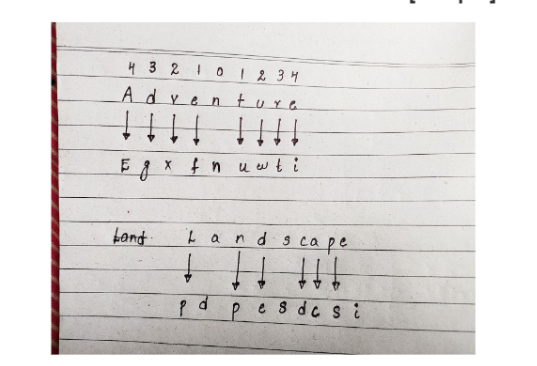 4 3 2 1 0 1 2 3 4
A d v e n t u r e
E g x f n u w t i
Land L a n d s c a p e
p d p e s d c s i